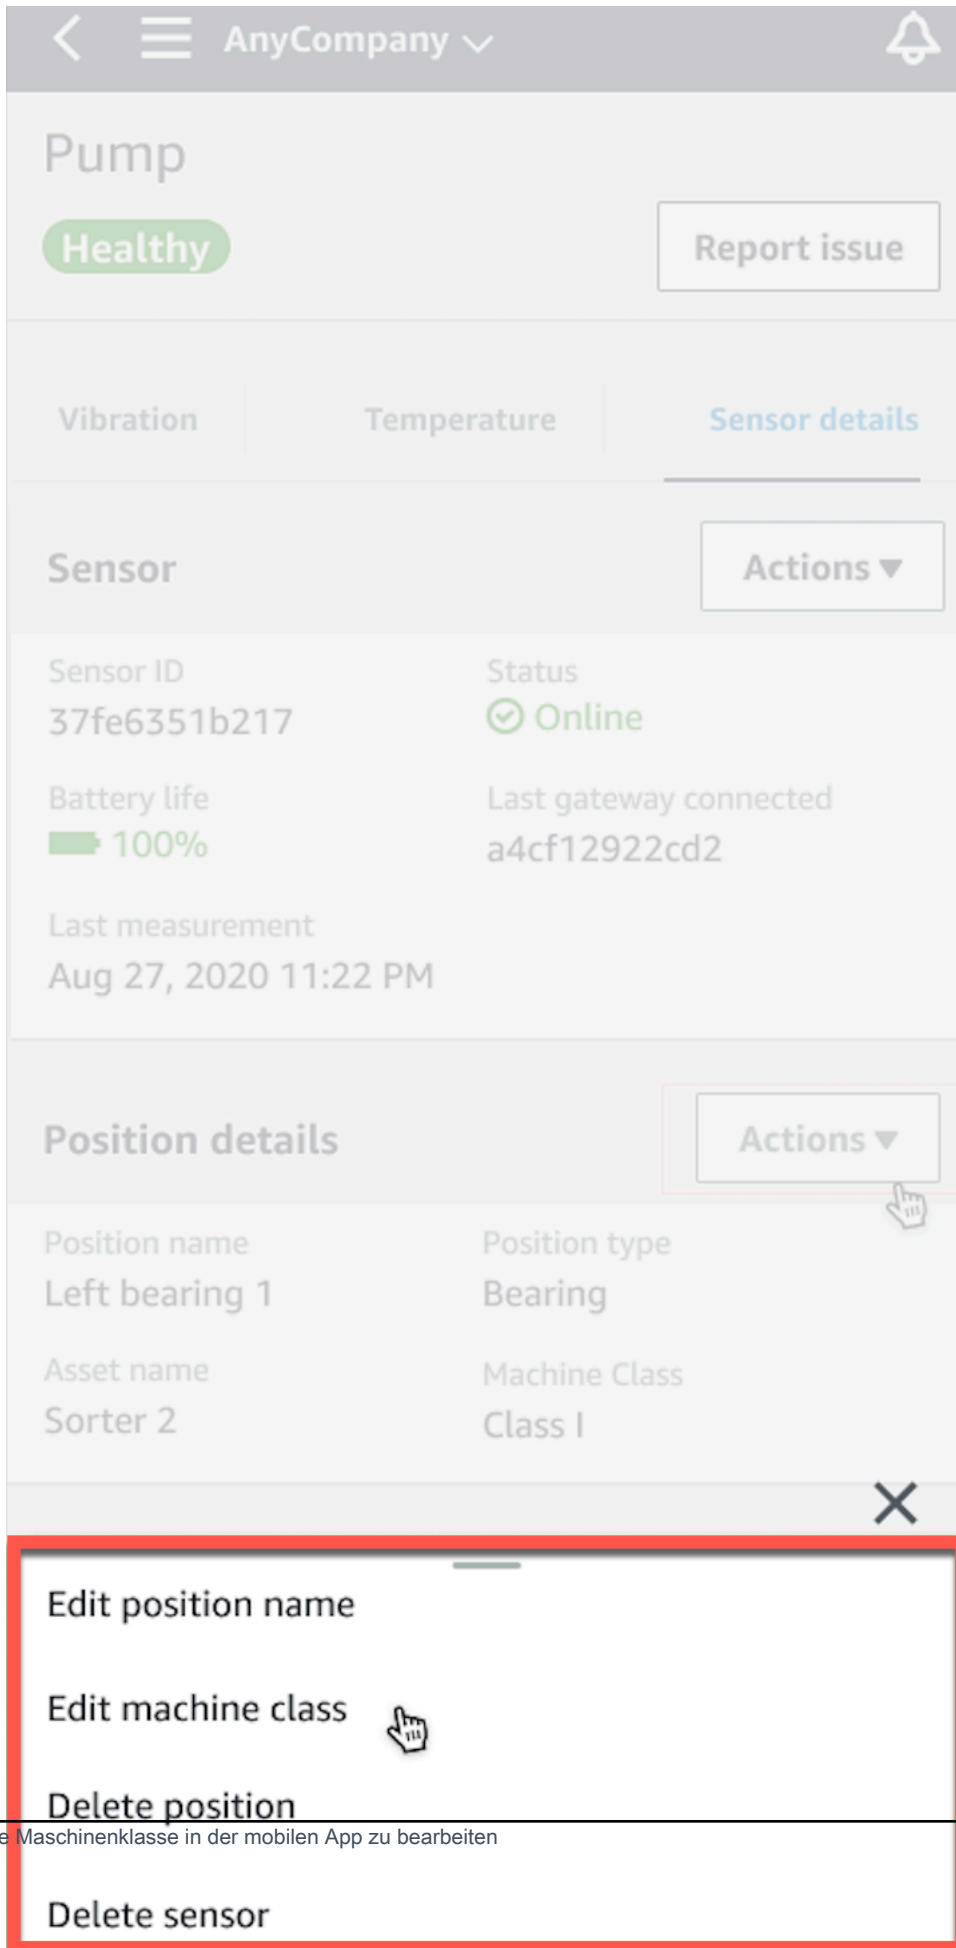 AnyCompany
Pump
Healthy
Report issue
Vibration Temperature Sensor details
Sensor
Actions
Sensor ID Status
37fe6351b217 Online
Battery life Last gateway connected
100% a4cf12922cd2
Last measurement
Aug 27, 2020 11:22 PM
Position details
Actions
Position name Position type
Left bearing 1 Bearing
Asset name Machine Class
Sorter 2 Class I
Edit position name
Edit machine class
Delete position
e Maschinenklasse in der mobilen App zu bearbeiten
Delete sensor